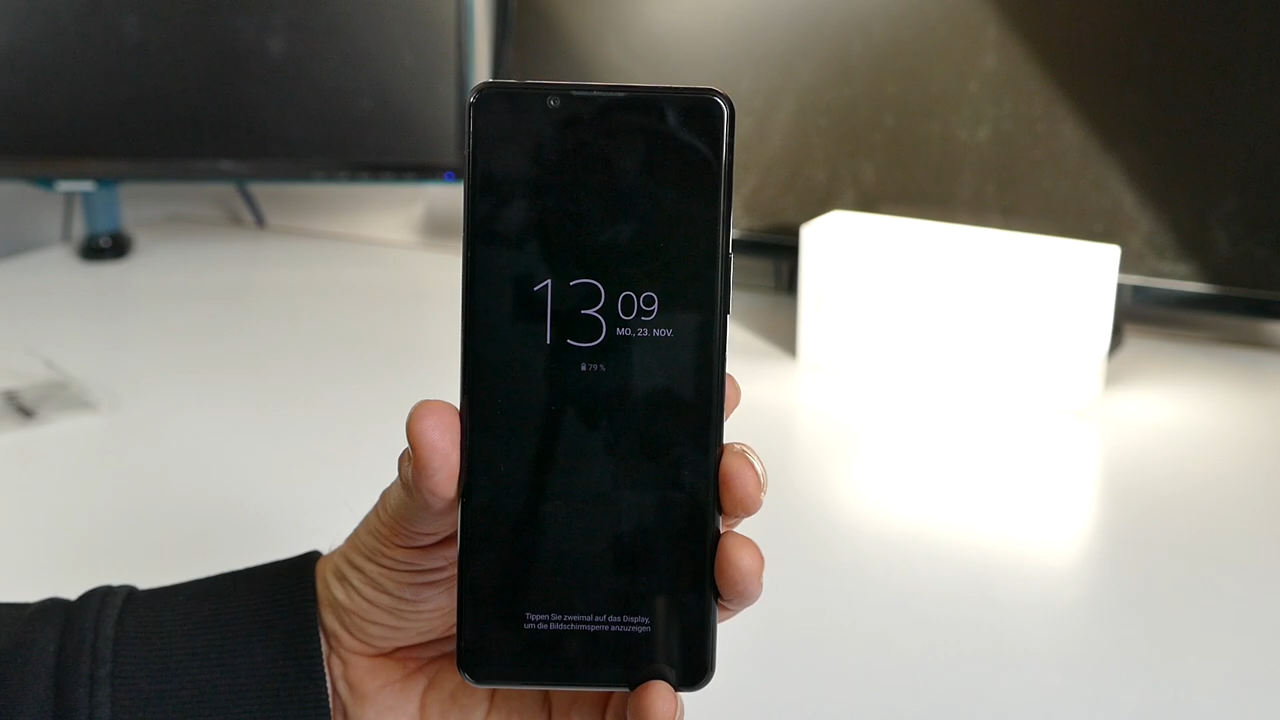 13 09
MO., 23. NOV.
79 %
Tippen Sie zweimal auf das Display,
um die Bildschirmsperre anzuzeigen